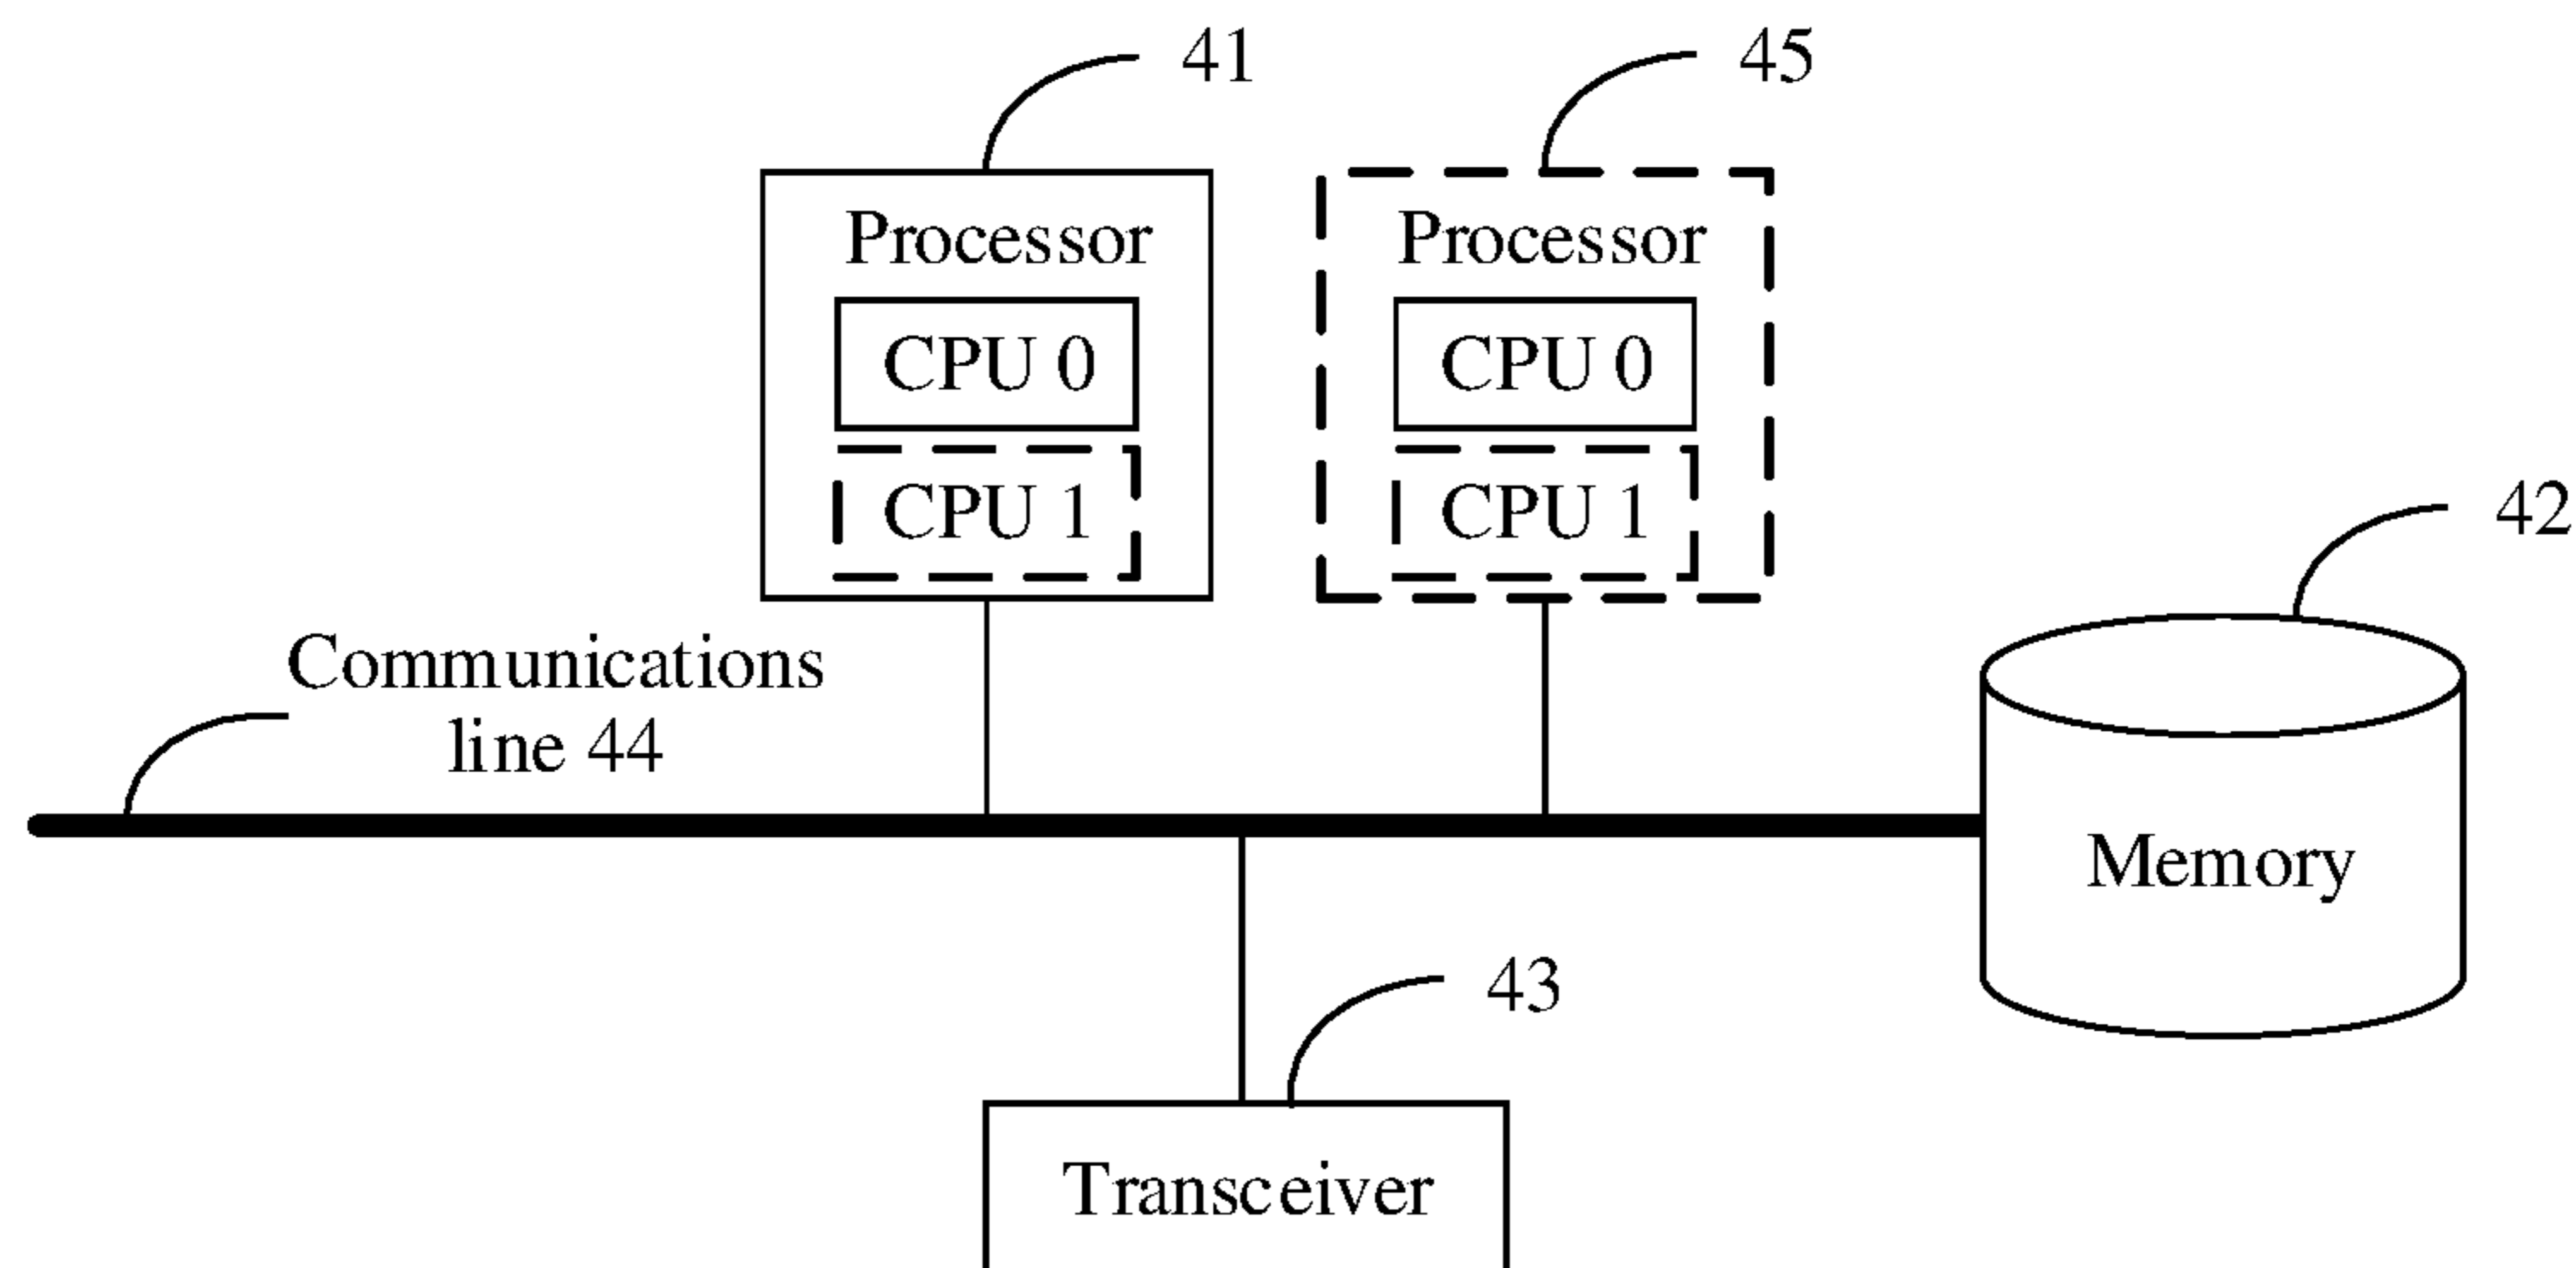 41
45
Processor
Processor
CPU 0
CPU 0
CPU 1
CPU 1
42
Communications
line 44
Memory
43
Transceiver